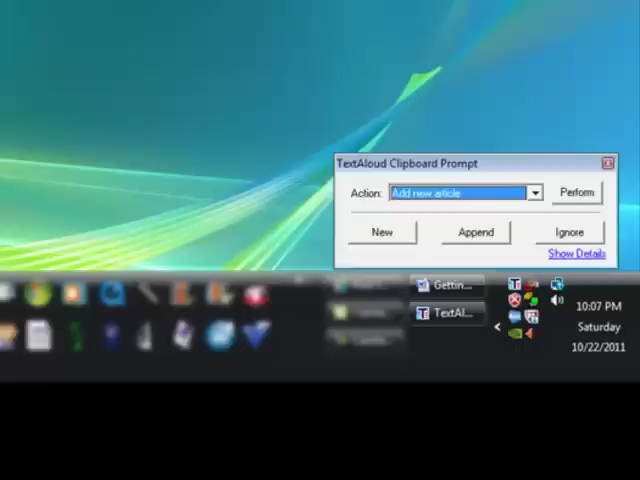 TextAloud Clipboard Prompt
Action: Add new article Perform
New Append Ignore
Show Details
Gettin...
TextAl...
10:07 PM
Saturday
10/22/2011